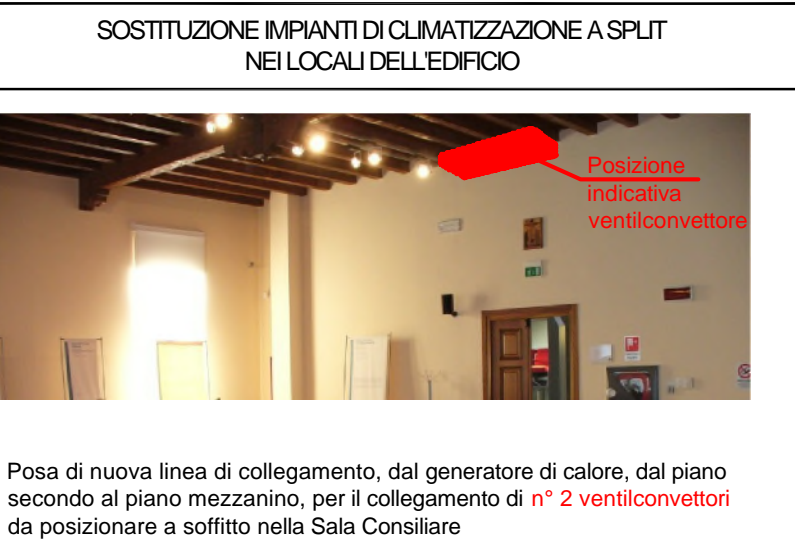 SOSTITUZIONE IMPIANTI DI CLIMATIZZAZIONE A SPLIT
NEI LOCALI DELL'EDIFICIO
Posizione
indicativa
ventilconvettore
Posa di nuova linea di collegamento, dal generatore di calore, dal piano
secondo al piano mezzanino, per il collegamento di n° 2 ventilconvettori
da posizionare a soffitto nella Sala Consiliare